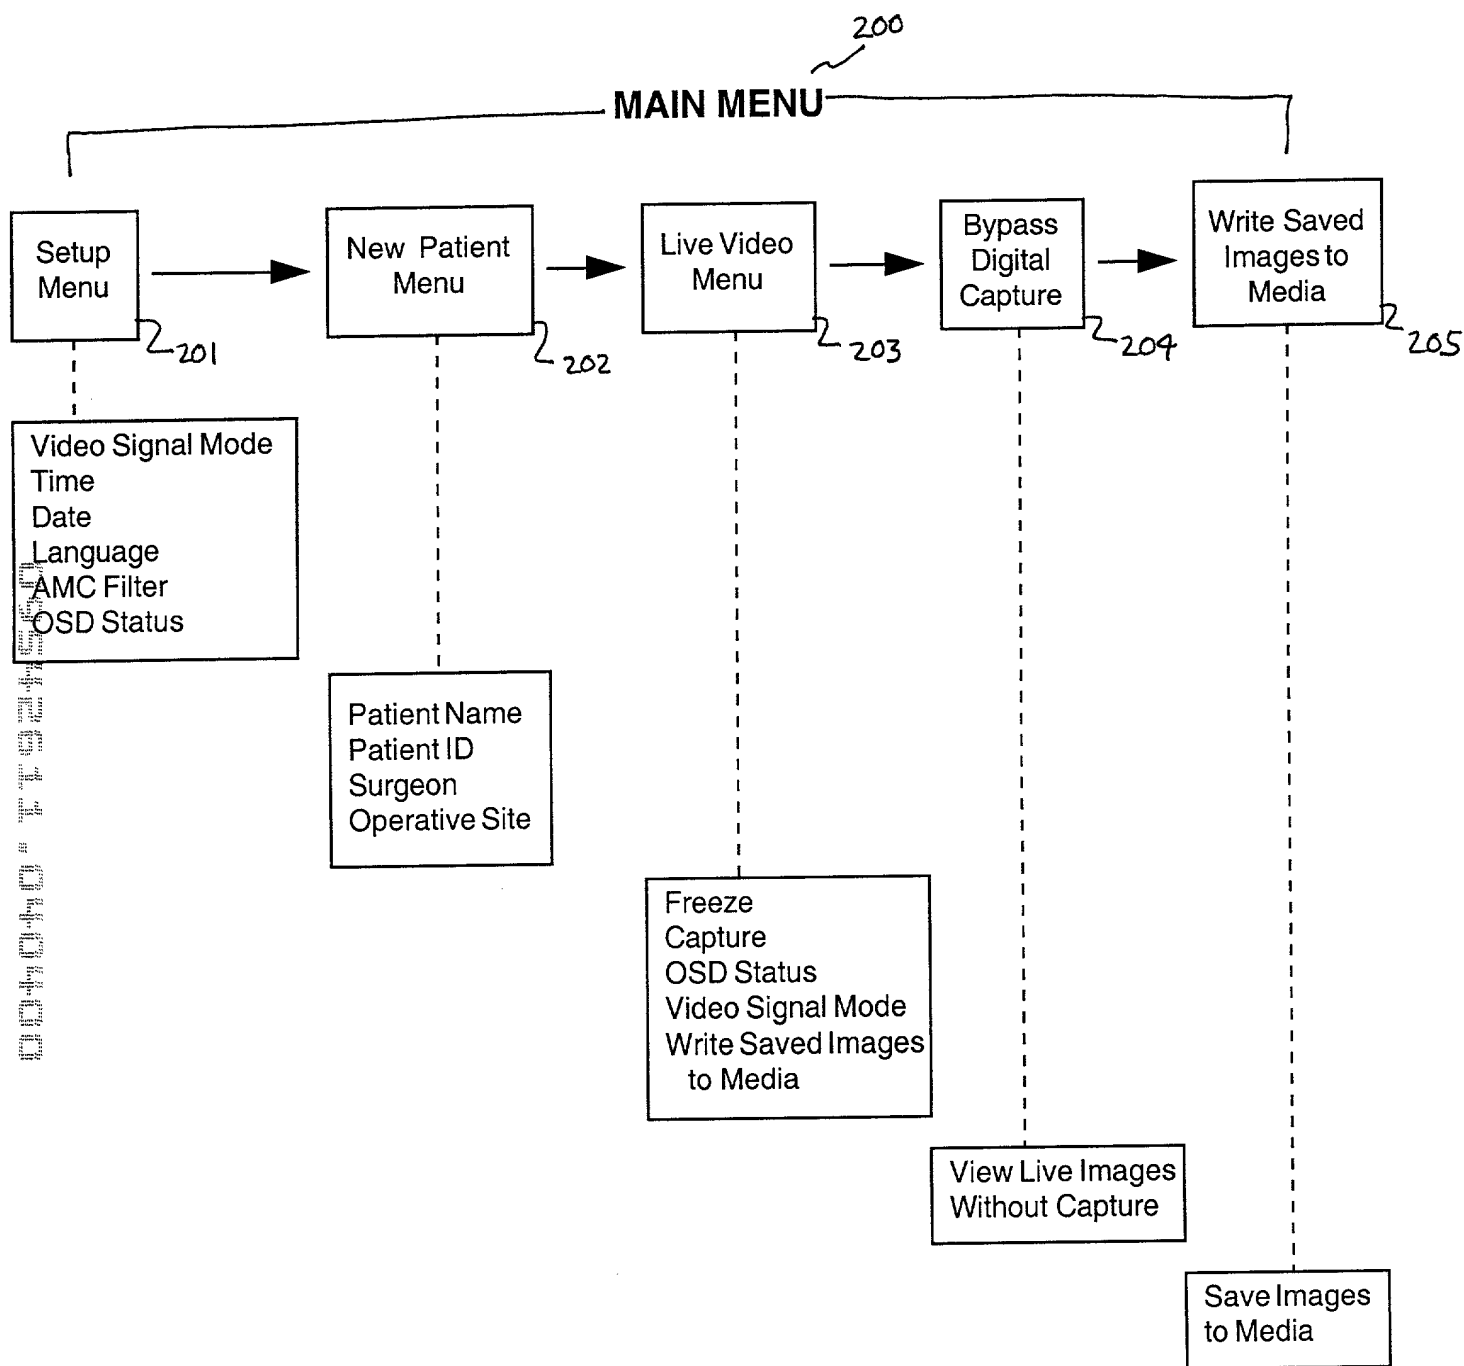 200
MAIN MENU
Setup
Menu
201
New Patient
Menu
202
Live Video
Menu
203
Bypass
Digital
Capture
204
Write Saved
Images to
Media
205
Video Signal Mode
Time
Date
Language
AMC Filter
OSD Status
Patient Name
Patient ID
Surgeon
Operative Site
Freeze
Capture
OSD Status
Video Signal Mode
Write Saved Images
to Media
View Live Images
Without Capture
Save Images
to Media